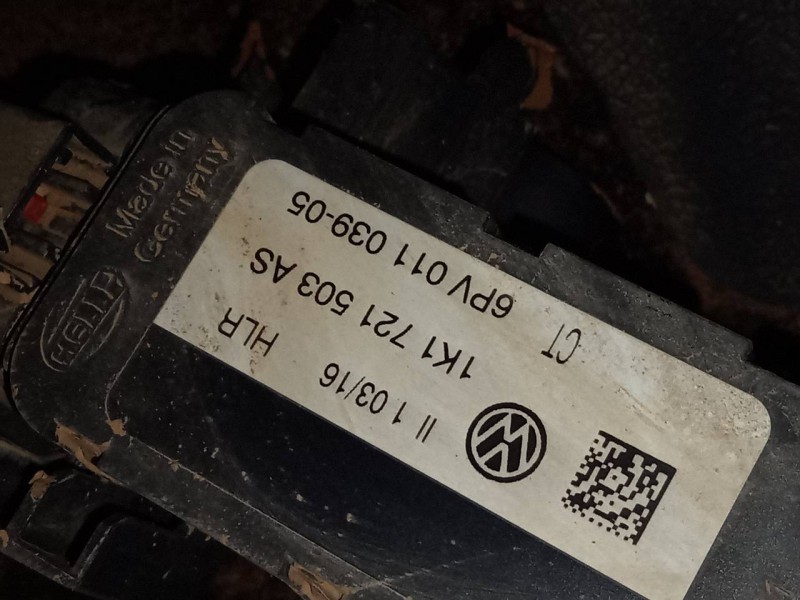 II 1 03/16
HLR
1K1 721 503 AS
CT
6PV 011 039-05
HELLA
Made in
Germany